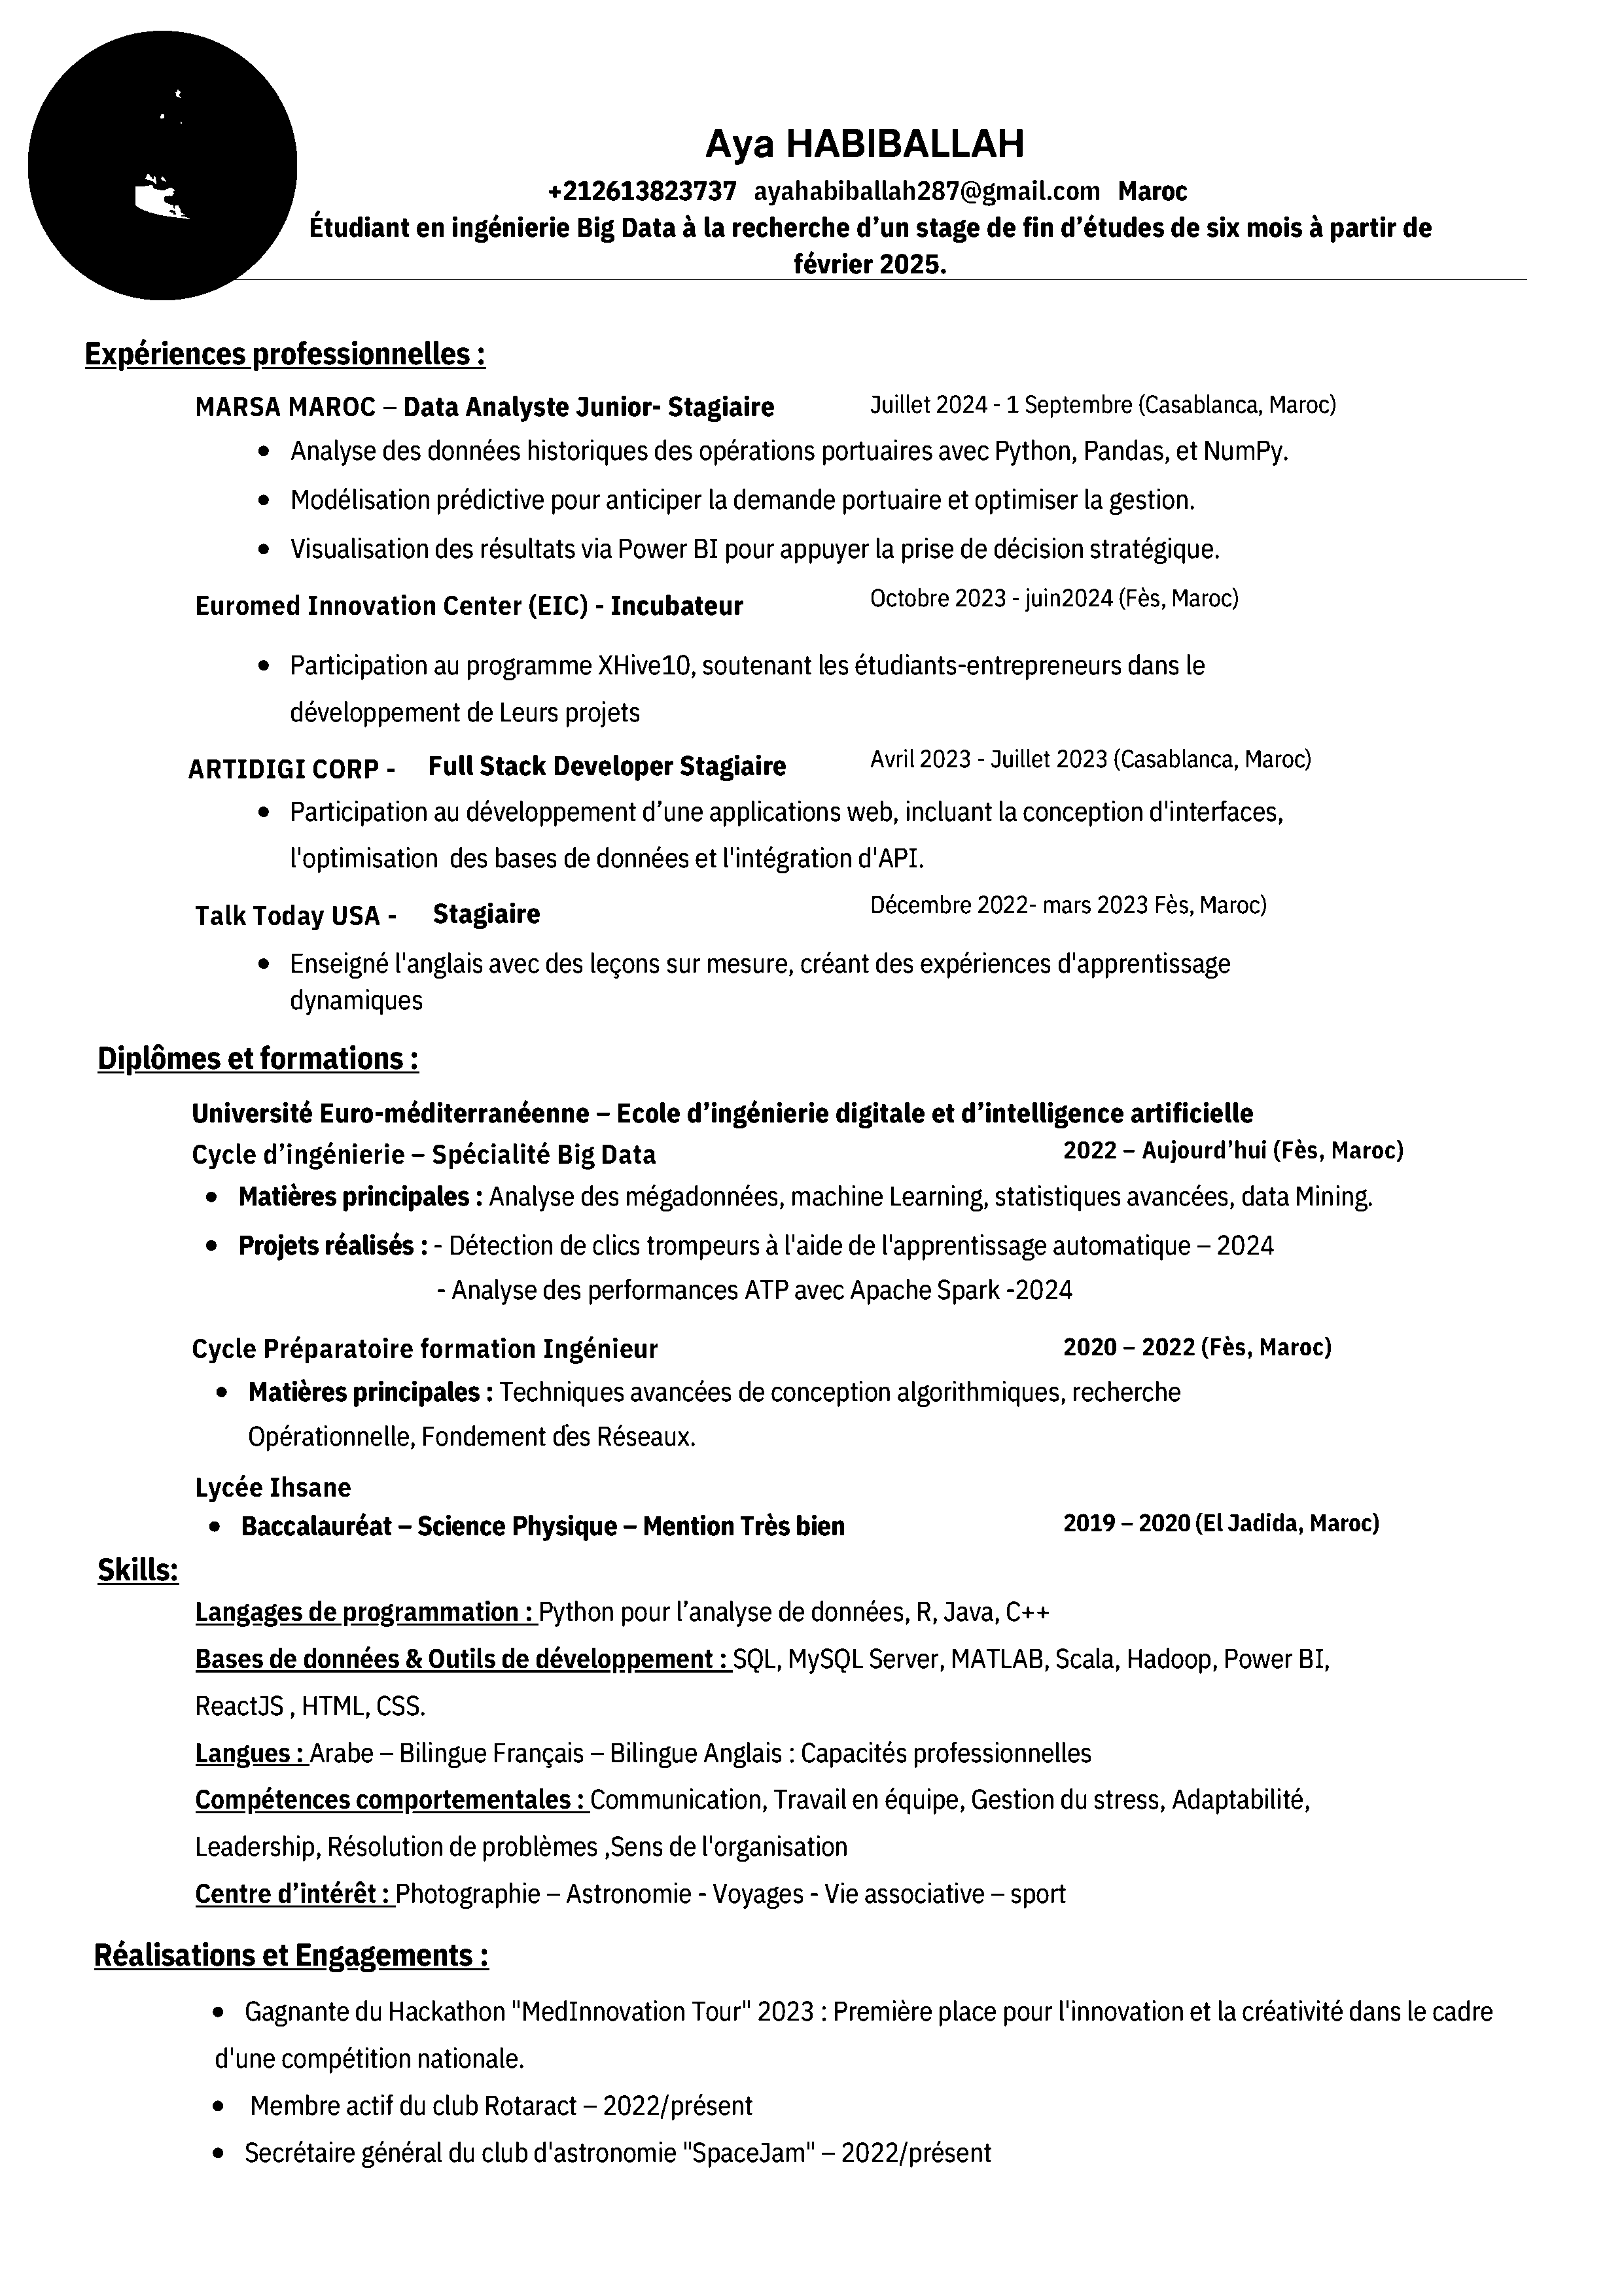 Aya HABIBALLAH
+212613823737 ayahabiballah287@gmail.com Maroc
Étudiant en ingénierie Big Data à la recherche d’un stage de fin d’études de six mois à partir de
février 2025.
Expériences professionnelles :
MARSA MAROC – Data Analyste Junior- Stagiaire Juillet 2024 - 1 Septembre (Casablanca, Maroc)
• Analyse des données historiques des opérations portuaires avec Python, Pandas, et NumPy.
• Modélisation prédictive pour anticiper la demande portuaire et optimiser la gestion.
• Visualisation des résultats via Power BI pour appuyer la prise de décision stratégique.
Euromed Innovation Center (EIC) - Incubateur Octobre 2023 - juin2024 (Fès, Maroc)
• Participation au programme XHive10, soutenant les étudiants-entrepreneurs dans le
développement de Leurs projets
ARTIDIGI CORP - Full Stack Developer Stagiaire Avril 2023 - Juillet 2023 (Casablanca, Maroc)
• Participation au développement d’une applications web, incluant la conception d'interfaces,
l'optimisation des bases de données et l'intégration d'API.
Talk Today USA - Stagiaire Décembre 2022- mars 2023 Fès, Maroc)
• Enseigné l'anglais avec des leçons sur mesure, créant des expériences d'apprentissage
dynamiques
Diplômes et formations :
Université Euro-méditerranéenne – Ecole d’ingénierie digitale et d’intelligence artificielle
Cycle d’ingénierie – Spécialité Big Data 2022 – Aujourd’hui (Fès, Maroc)
• Matières principales : Analyse des mégadonnées, machine Learning, statistiques avancées, data Mining.
• Projets réalisés : - Détection de clics trompeurs à l'aide de l'apprentissage automatique – 2024
- Analyse des performances ATP avec Apache Spark -2024
Cycle Préparatoire formation Ingénieur 2020 – 2022 (Fès, Maroc)
• Matières principales : Techniques avancées de conception algorithmiques, recherche
Opérationnelle, Fondement des Réseaux.
Lycée Ihsane
• Baccalauréat – Science Physique – Mention Très bien 2019 – 2020 (El Jadida, Maroc)
Skills:
Langages de programmation : Python pour l’analyse de données, R, Java, C++
Bases de données & Outils de développement : SQL, MySQL Server, MATLAB, Scala, Hadoop, Power BI,
ReactJS , HTML, CSS.
Langues : Arabe – Bilingue Français – Bilingue Anglais : Capacités professionnelles
Compétences comportementales : Communication, Travail en équipe, Gestion du stress, Adaptabilité,
Leadership, Résolution de problèmes ,Sens de l'organisation
Centre d’intérêt : Photographie – Astronomie - Voyages - Vie associative – sport
Réalisations et Engagements :
• Gagnante du Hackathon "MedInnovation Tour" 2023 : Première place pour l'innovation et la créativité dans le cadre
d'une compétition nationale.
• Membre actif du club Rotaract – 2022/présent
• Secrétaire général du club d'astronomie "SpaceJam" – 2022/présent